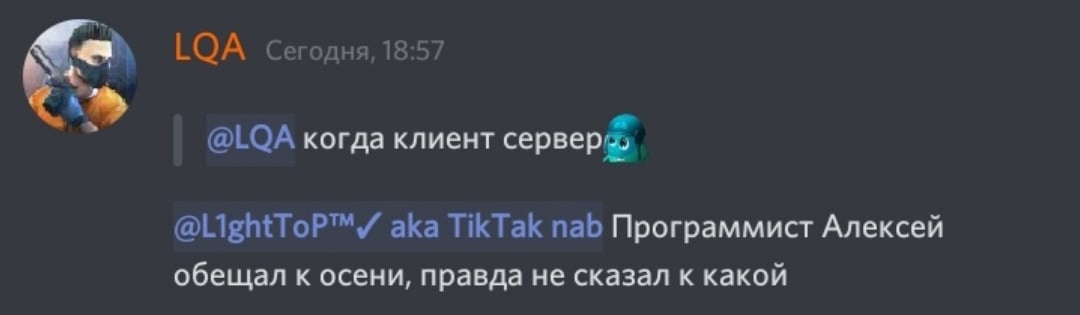 LQA Сегодня, 18:57
@LQA когда клиент сервер
@L1ghtToP™✓ aka TikTak nab Программист Алексей
обещал к осени, правда не сказал к какой